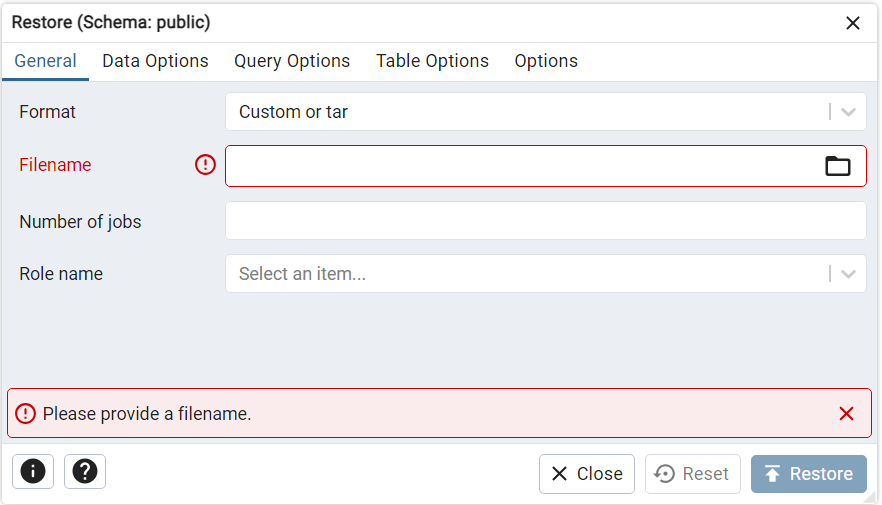 Restore (Schema: public)
General Data Options Query Options Table Options Options
Format Custom or tar
Filename
Number of jobs
Role name Select an item...
Please provide a filename.
Close Reset Restore